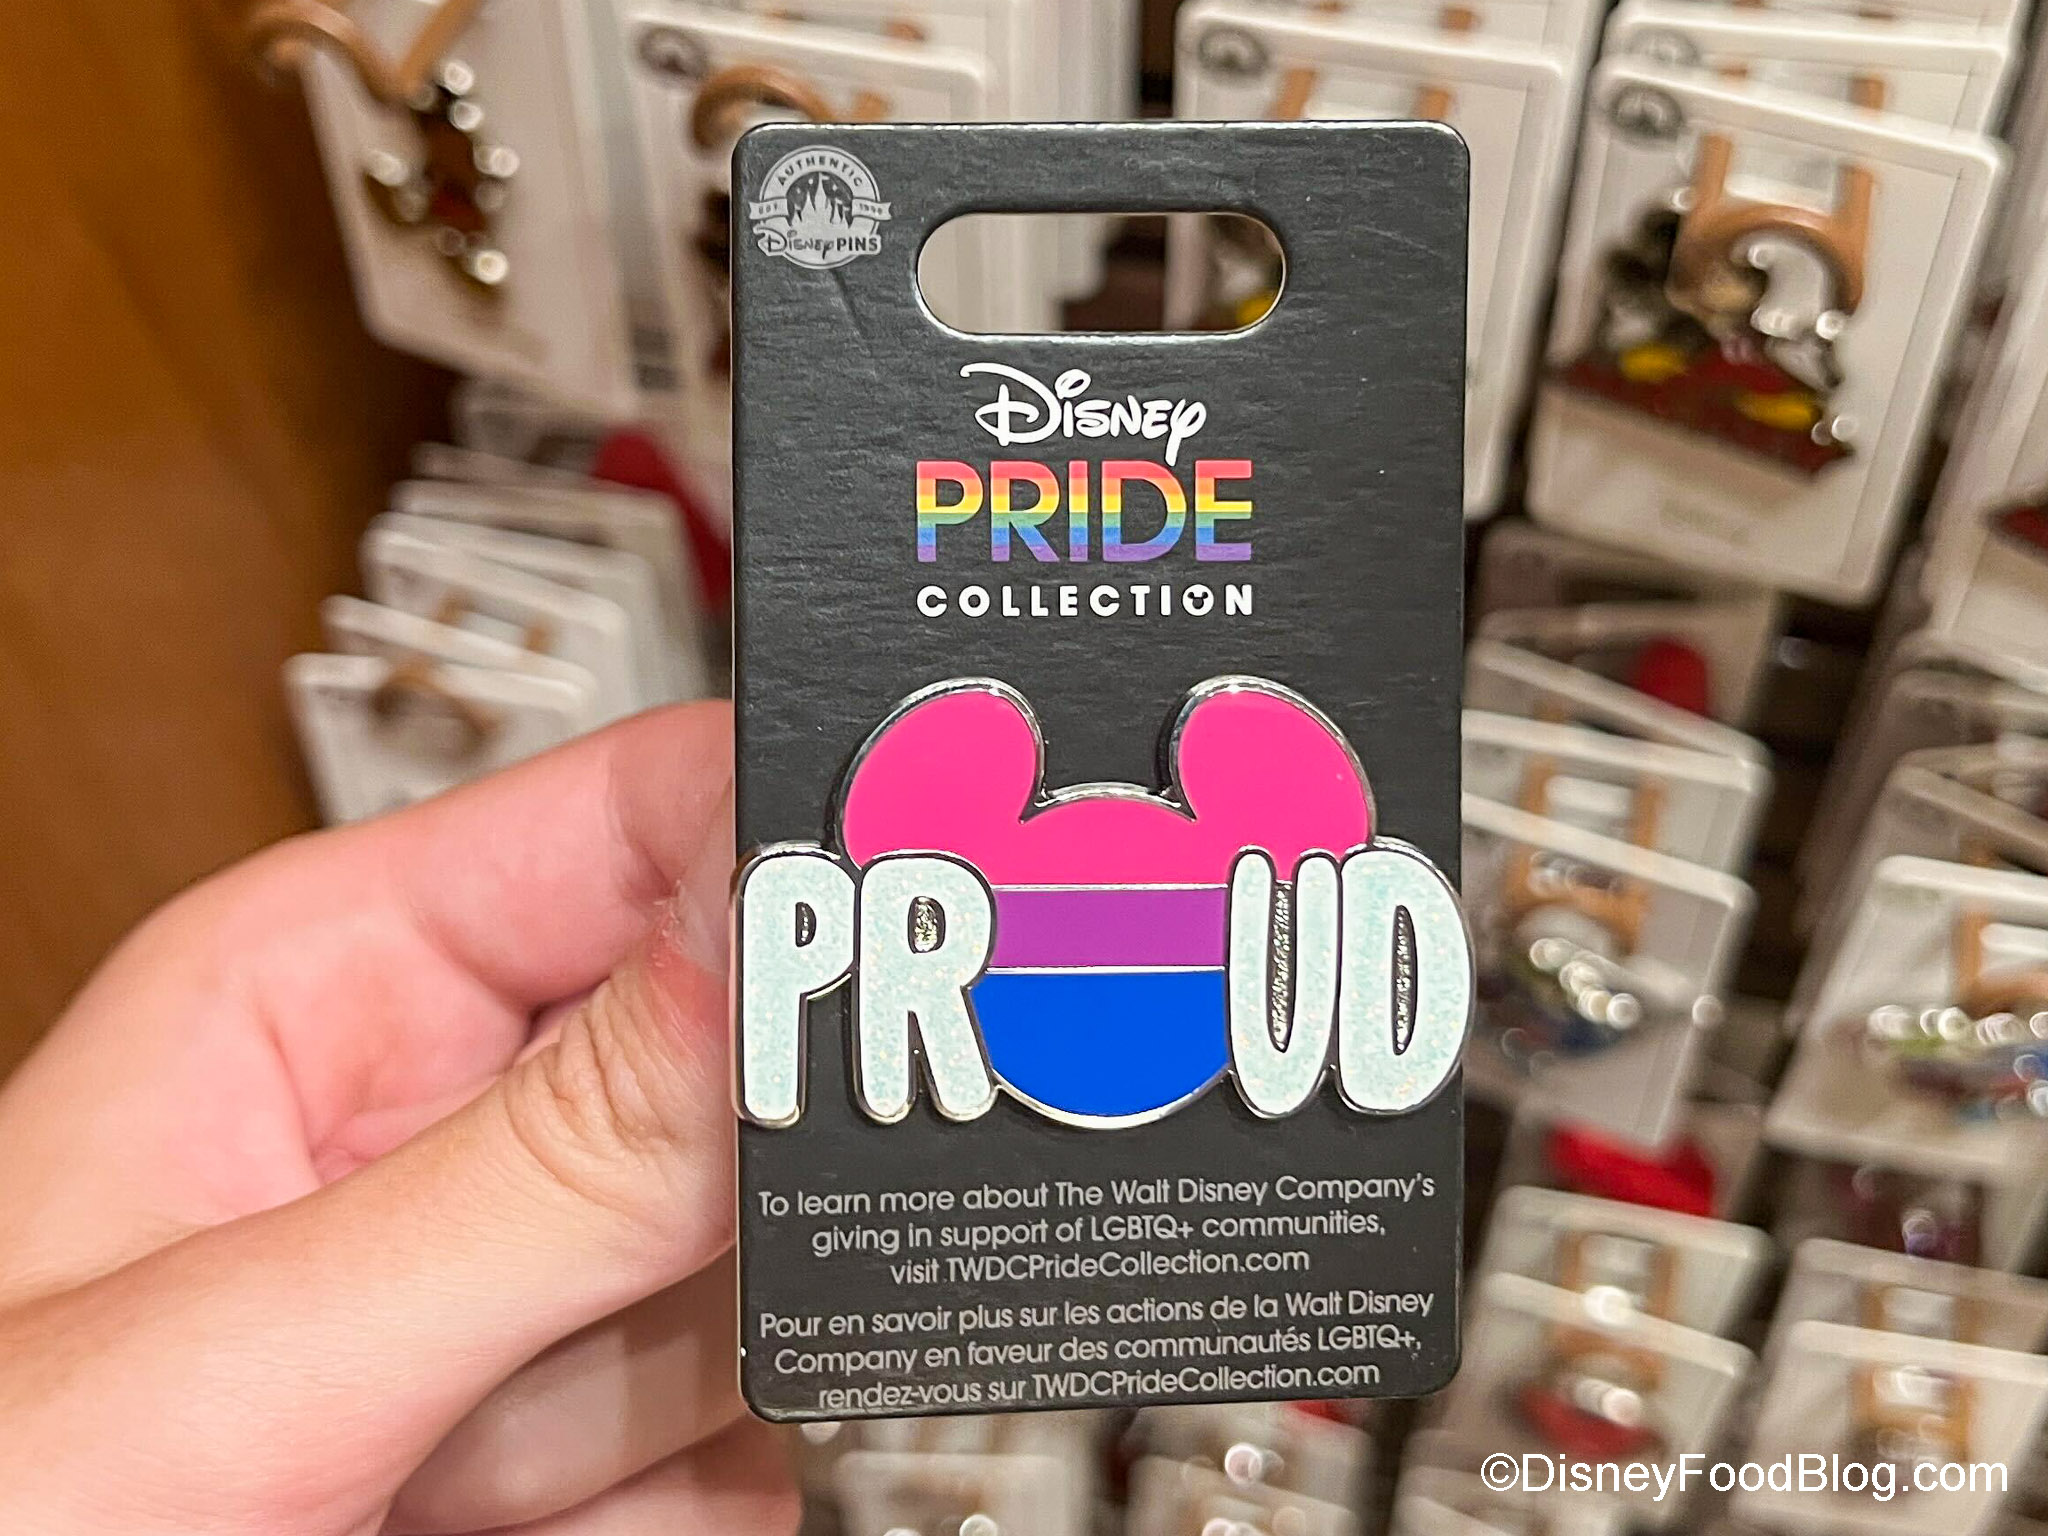 AUTHENTIC
EST. 1999
Disney PINS
Disney
PRIDE
COLLECTION
PROUD
To learn more about The Walt Disney Company's
giving in support of LGBTQ+ communities,
visit TWDCPrideCollection.com
Pour en savoir plus sur les actions de la Walt Disney
Company en faveur des communautés LGBTQ+,
rendez-vous sur TWDCPrideCollection.com
©DisneyFoodBlog.com